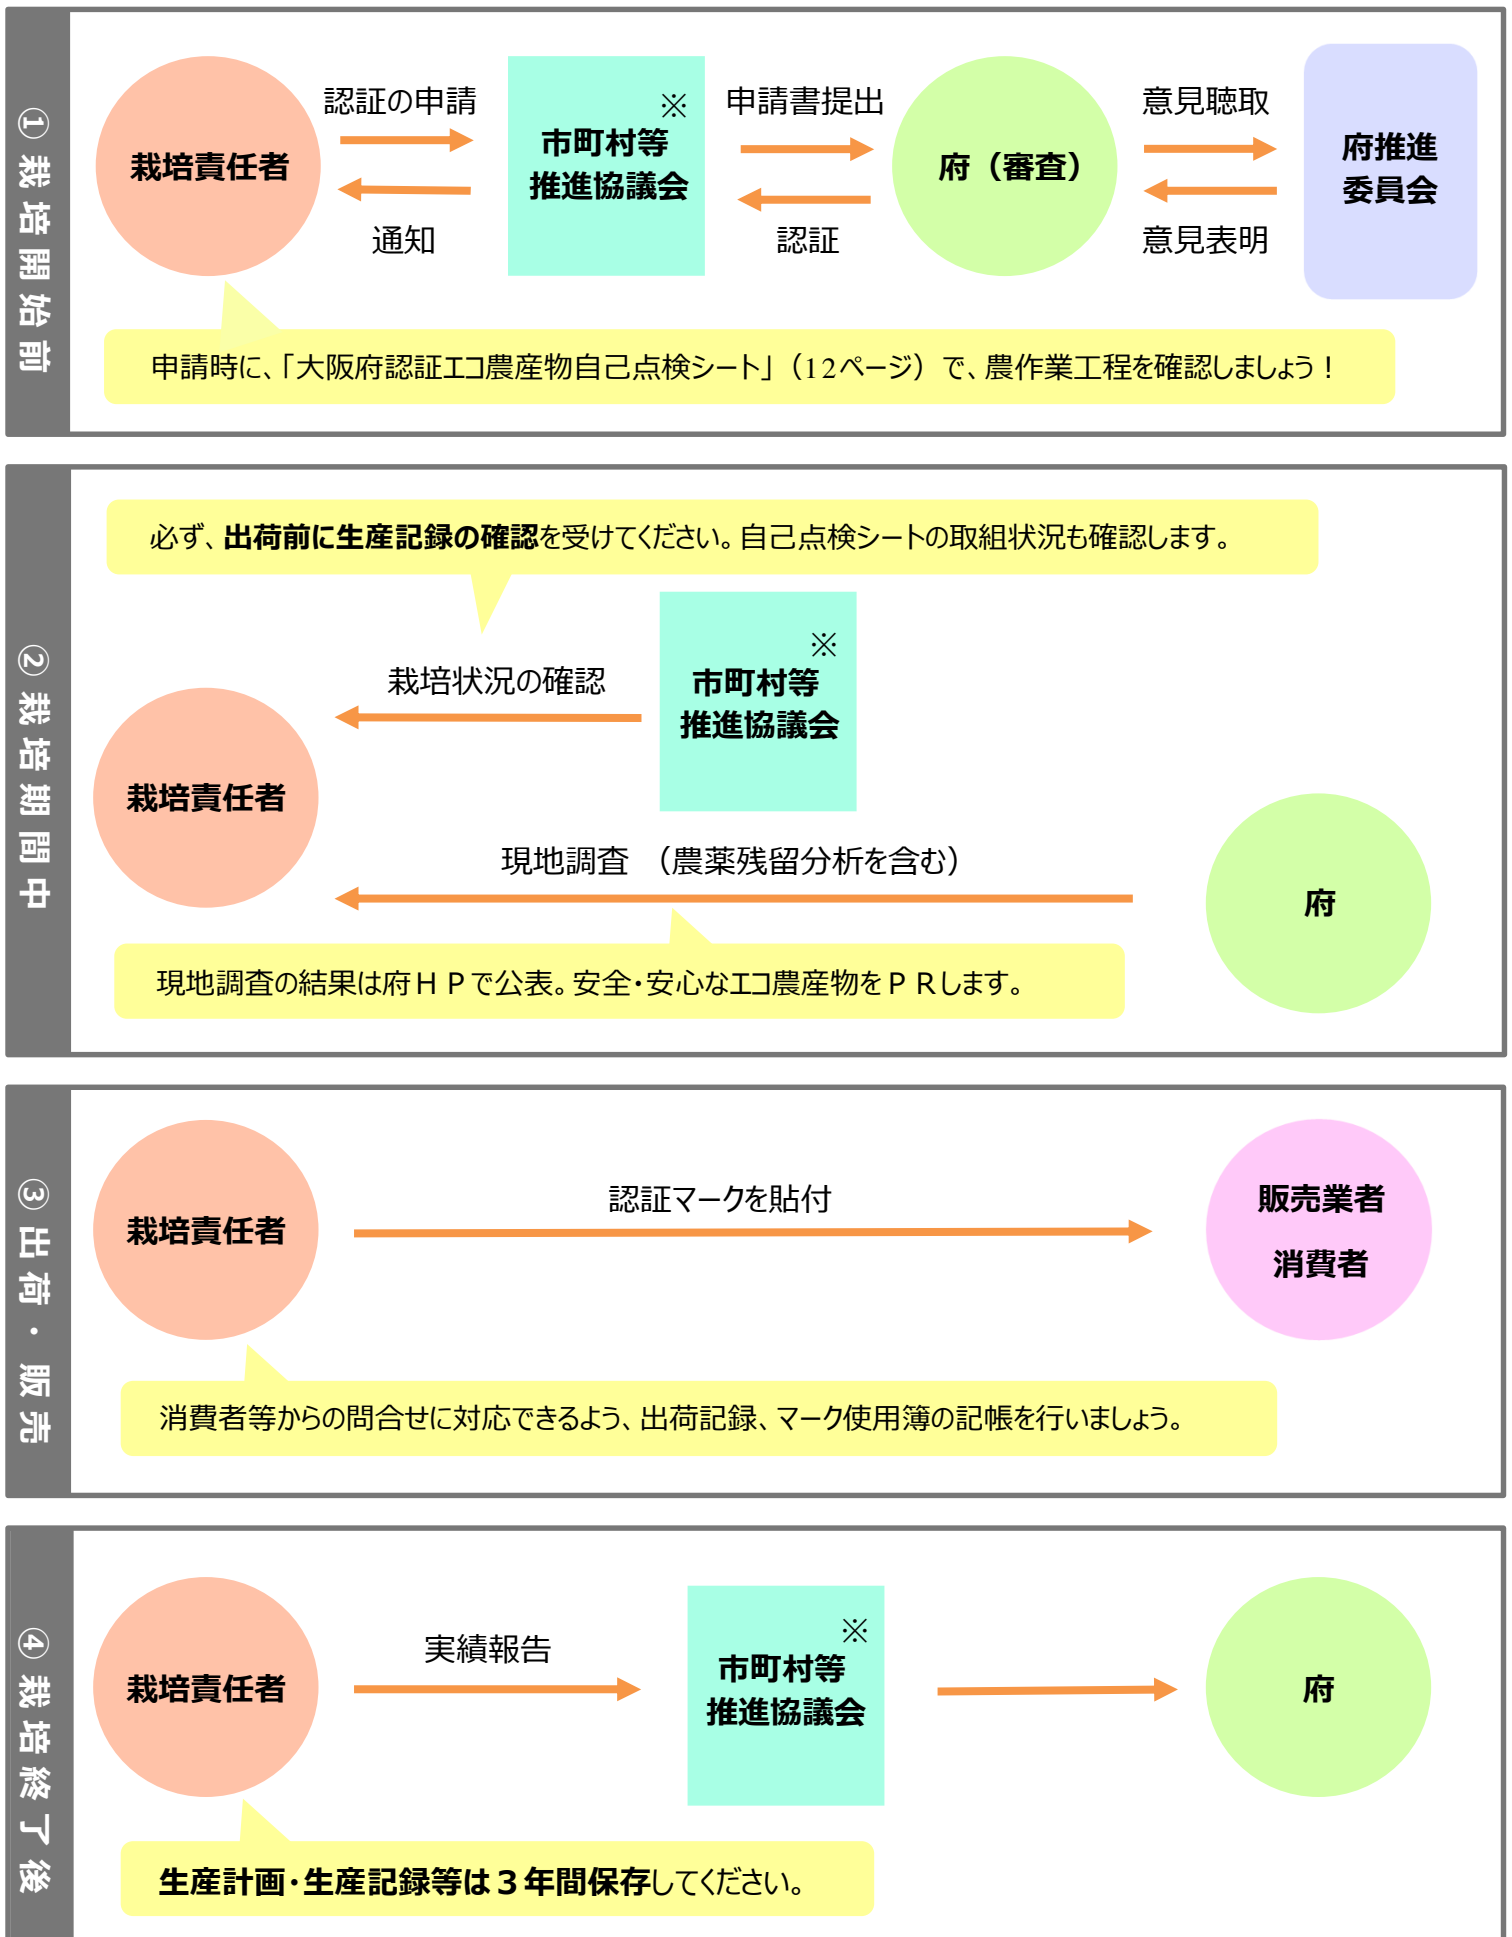 ① 栽培開始前
認証の申請
※
申請書提出
意見聴取
栽培責任者
市町村等
推進協議会
府（審査）
府推進
委員会
通知
認証
意見表明
申請時に、「大阪府認証エコ農産物自己点検シート」（12ページ）で、農作業工程を確認しましょう！
② 栽培期間中
必ず、出荷前に生産記録の確認を受けてください。自己点検シートの取組状況も確認します。
※
栽培状況の確認
市町村等
推進協議会
栽培責任者
現地調査　（農薬残留分析を含む）
府
現地調査の結果は府ＨＰで公表。安全・安心なエコ農産物をＰＲします。
③ 出荷・販売
認証マークを貼付
栽培責任者
販売業者
消費者
消費者等からの問合せに対応できるよう、出荷記録、マーク使用簿の記帳を行いましょう。
④ 栽培終了後
※
実績報告
市町村等
推進協議会
栽培責任者
府
生産計画・生産記録等は３年間保存してください。